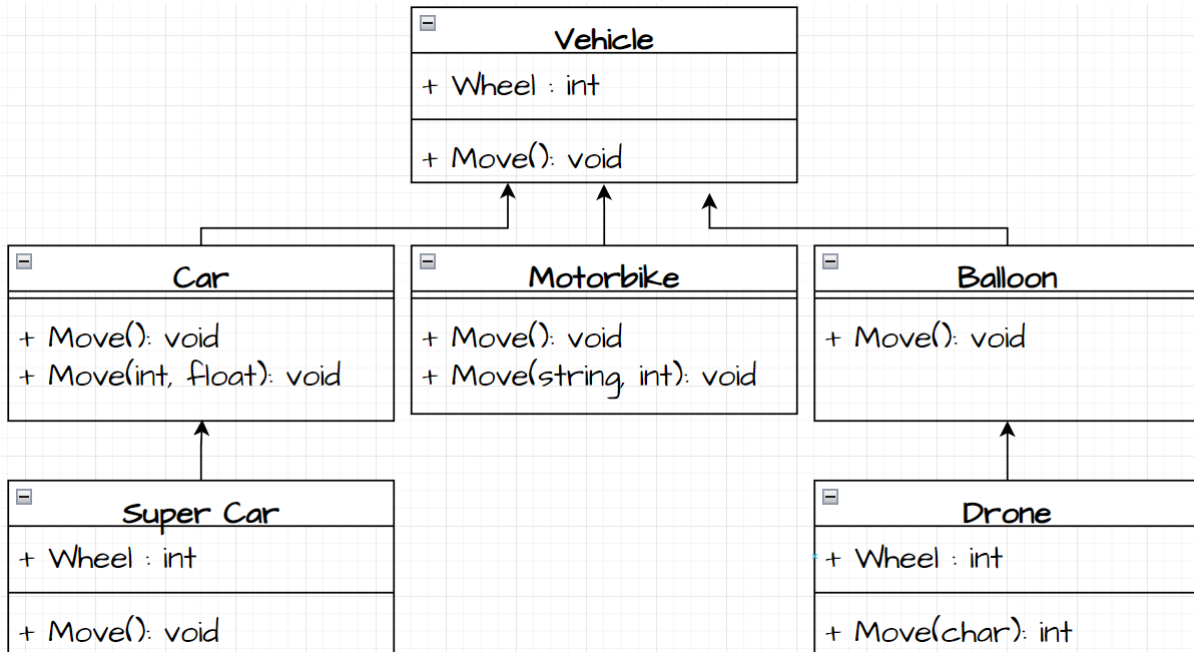 Vehicle
+ Wheel : int
+ Move(): void
Car
+ Move(): void
+ Move(int, float): void
Motorbike
+ Move(): void
+ Move(string, int): void
Balloon
+ Move(): void
Super Car
+ Wheel : int
+ Move(): void
Drone
+ Wheel : int
+ Move(char): int